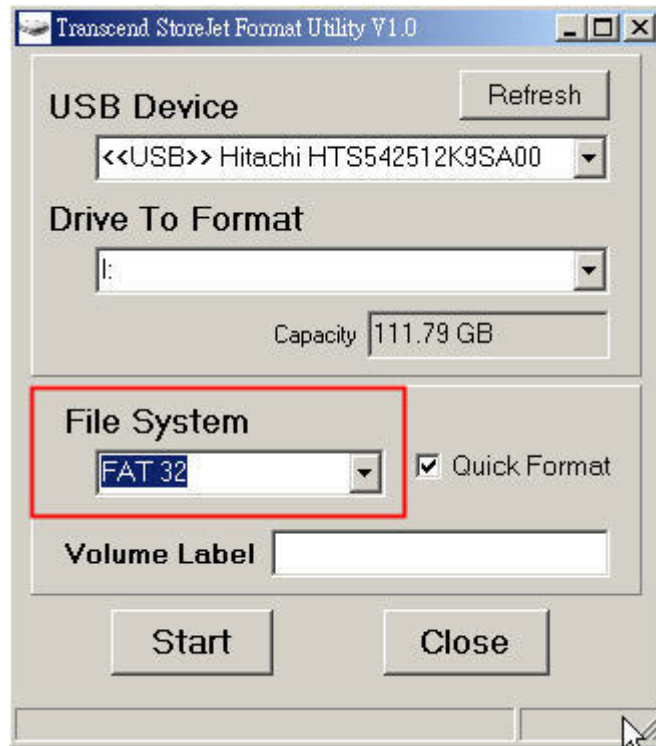 Transcend StoreJet Format Utility V1.0
Refresh
USB Device
<<USB>> Hitachi HTS542512K9SA00
Drive To Format
I:
Capacity 111.79 GB
File System
FAT 32
Quick Format
Volume Label
Start Close